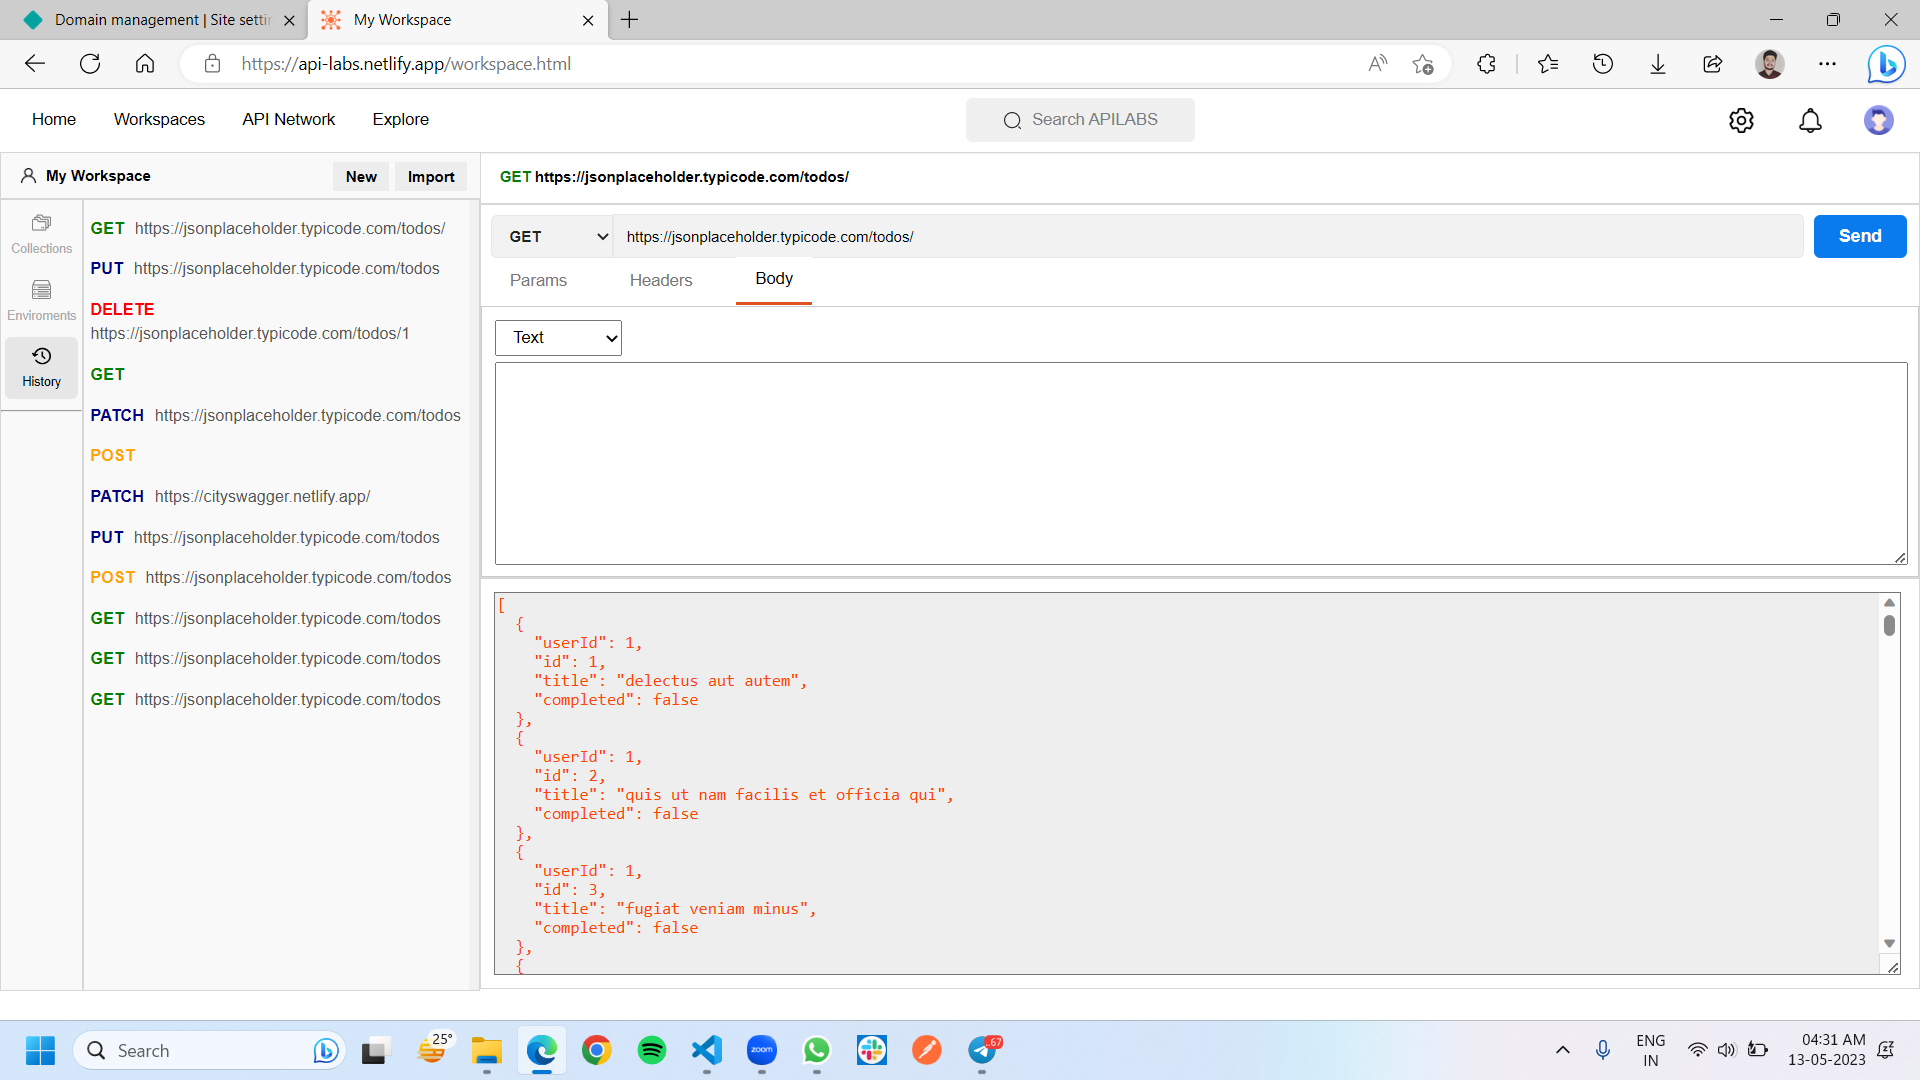 Domain management | Site settin
My Workspace
https://api-labs.netlify.app/workspace.html
Home
Workspaces
API Network
Explore
Search APILABS
My Workspace
New
Import
GET https://jsonplaceholder.typicode.com/todos/
Collections
Enviroments
History
GET https://jsonplaceholder.typicode.com/todos/
PUT https://jsonplaceholder.typicode.com/todos
DELETE
https://jsonplaceholder.typicode.com/todos/1
GET
PATCH https://jsonplaceholder.typicode.com/todos
POST
PATCH https://cityswagger.netlify.app/
PUT https://jsonplaceholder.typicode.com/todos
POST https://jsonplaceholder.typicode.com/todos
GET https://jsonplaceholder.typicode.com/todos
GET https://jsonplaceholder.typicode.com/todos
GET https://jsonplaceholder.typicode.com/todos
GET
https://jsonplaceholder.typicode.com/todos/
Send
Params
Headers
Body
Text
[
{
"userId": 1,
"id": 1,
"title": "delectus aut autem",
"completed": false
},
{
"userId": 1,
"id": 2,
"title": "quis ut nam facilis et officia qui",
"completed": false
},
{
"userId": 1,
"id": 3,
"title": "fugiat veniam minus",
"completed": false
},
{
Search
25°
zoom
..67
ENG
IN
04:31 AM
13-05-2023